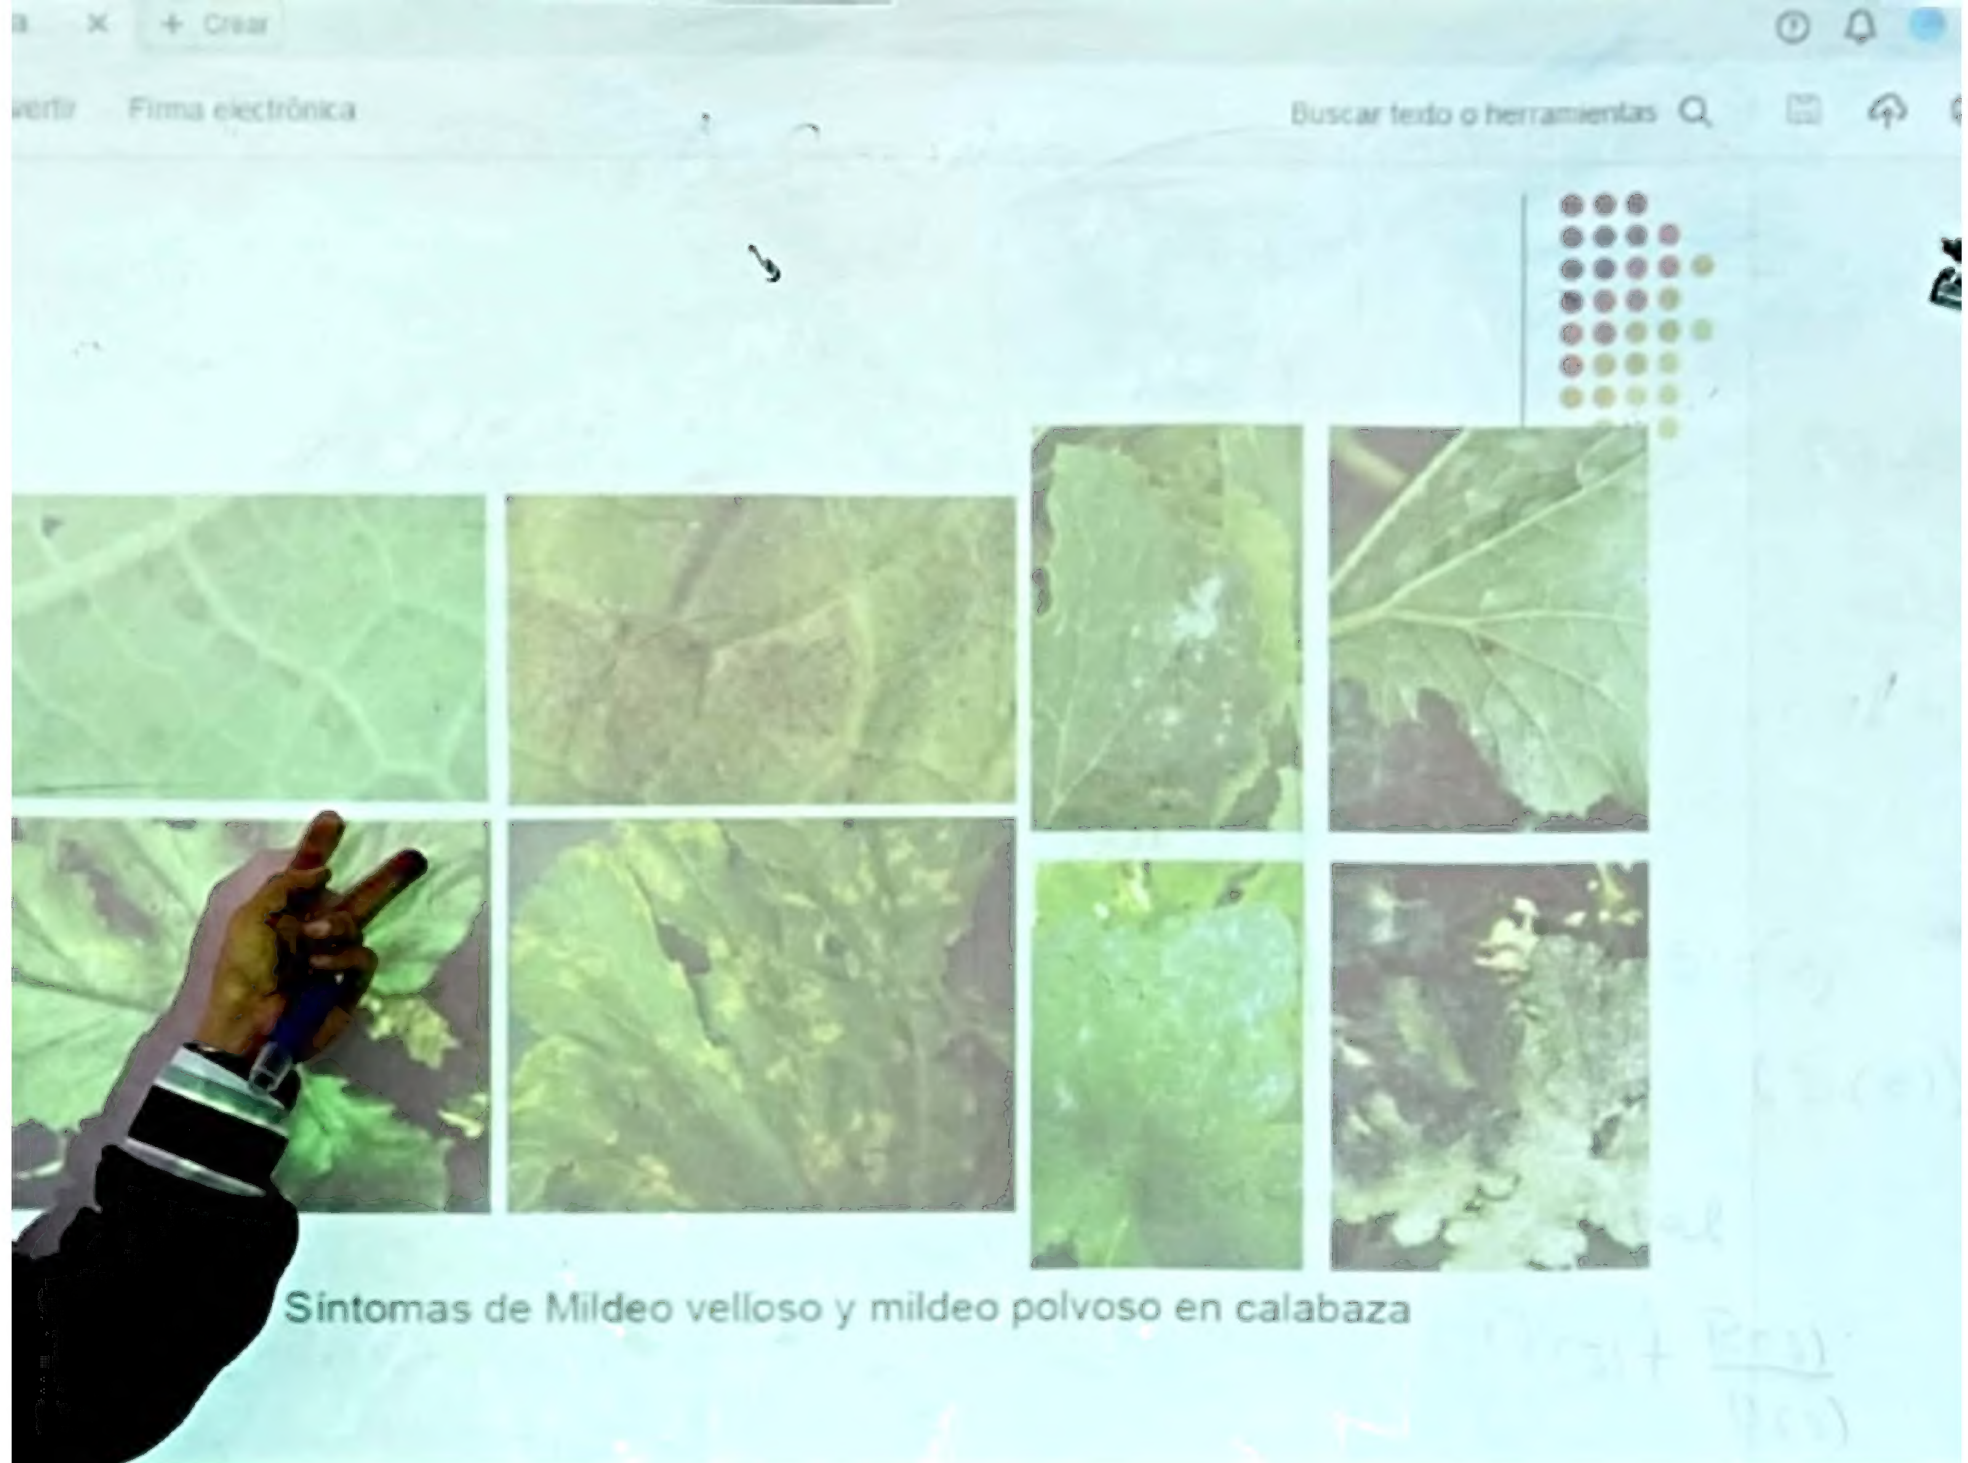 + Crear
Firma electrónica
Buscar texto o herramientas
Síntomas de Mildeo velloso y mildeo polvoso en calabaza